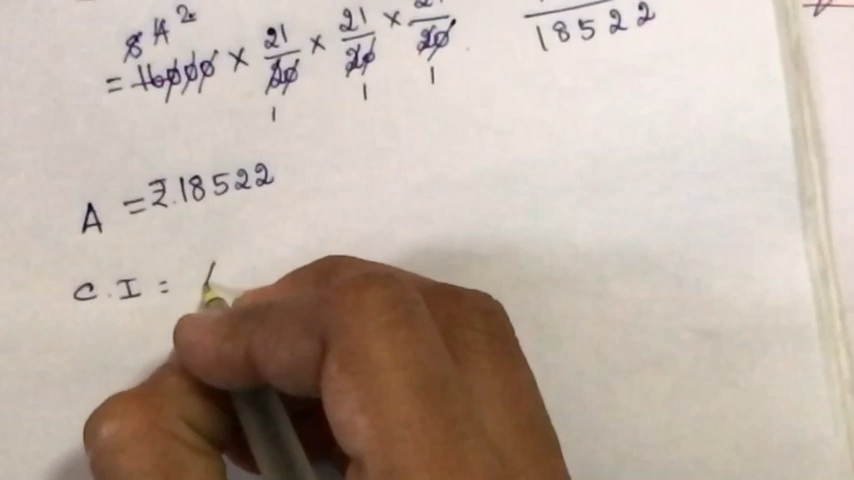 8 4 2
= 16000 × 21/20 × 21/20 × 21/20
1 1 1
18522
A = ₹.18522
C.I =